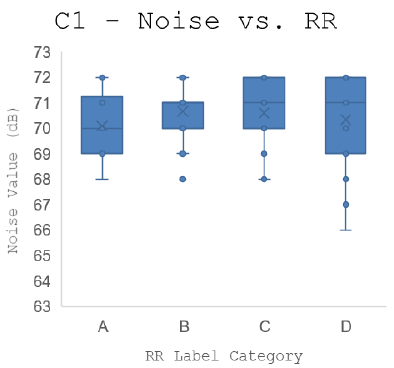 C1 – Noise vs. RR
73
72
71
70
69
68
67
66
65
64
63
Noise Value (dB)
A B C D
RR Label Category